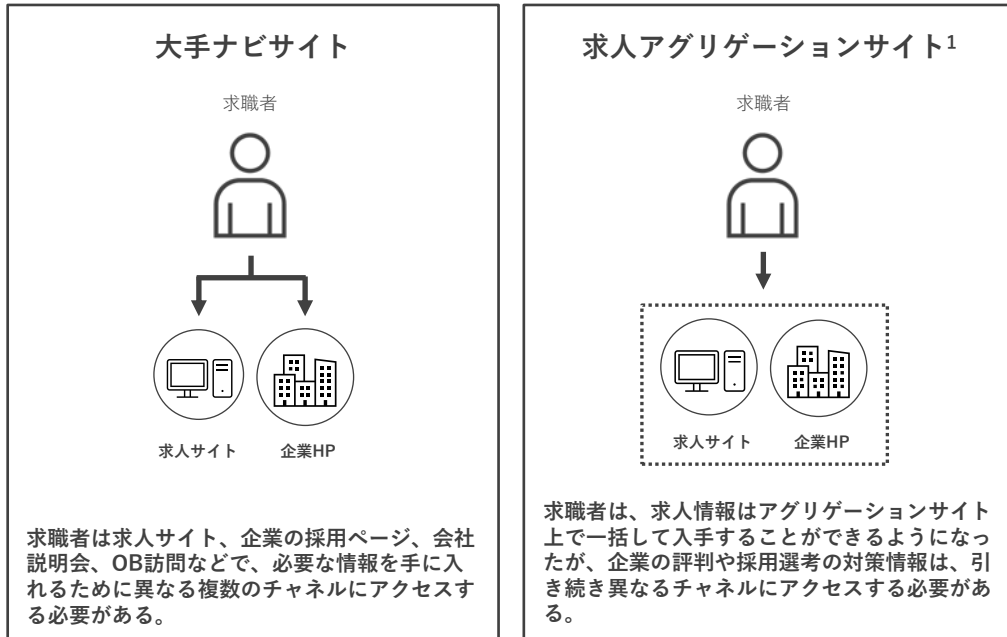 大手ナビサイト
求職者
求人サイト
企業HP
求職者は求人サイト、企業の採用ページ、会社
説明会、OB訪問などで、必要な情報を手に入
れるために異なる複数のチャネルにアクセスす
る必要がある。
求人アグリゲーションサイト1
求職者
求人サイト
企業HP
求職者は、求人情報はアグリゲーションサイト
上で一括して入手することができるようになっ
たが、企業の評判や採用選考の対策情報は、引
き続き異なるチャネルにアクセスする必要があ
る。